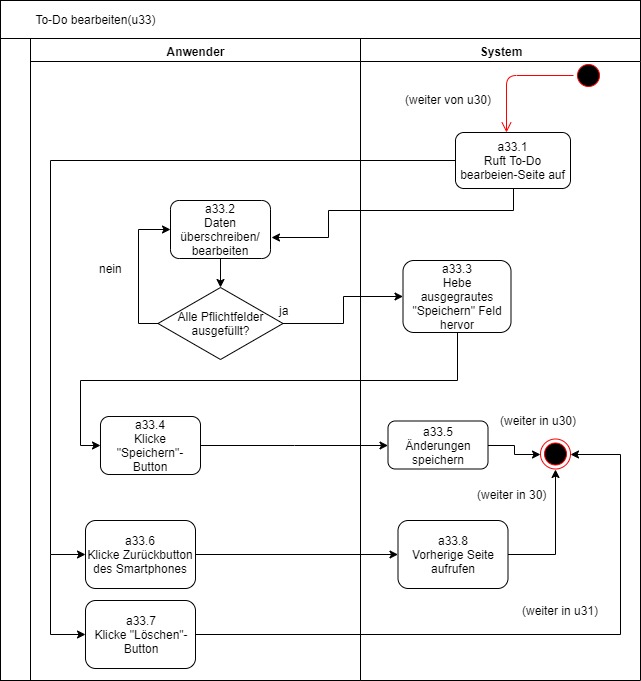 To-Do bearbeiten(u33)
Anwender
System
(weiter von u30)
a33.1
Ruft To-Do
bearbeien-Seite auf
a33.2
Daten
überschreiben/
bearbeiten
nein
Alle Pflichtfelder
ausgefüllt?
ja
a33.3
Hebe
ausgegrautes
"Speichern" Feld
hervor
a33.4
Klicke
"Speichern"-
Button
a33.5
Änderungen
speichern
(weiter in u30)
(weiter in 30)
a33.6
Klicke Zurückbutton
des Smartphones
a33.8
Vorherige Seite
aufrufen
a33.7
Klicke "Löschen"-
Button
(weiter in u31)